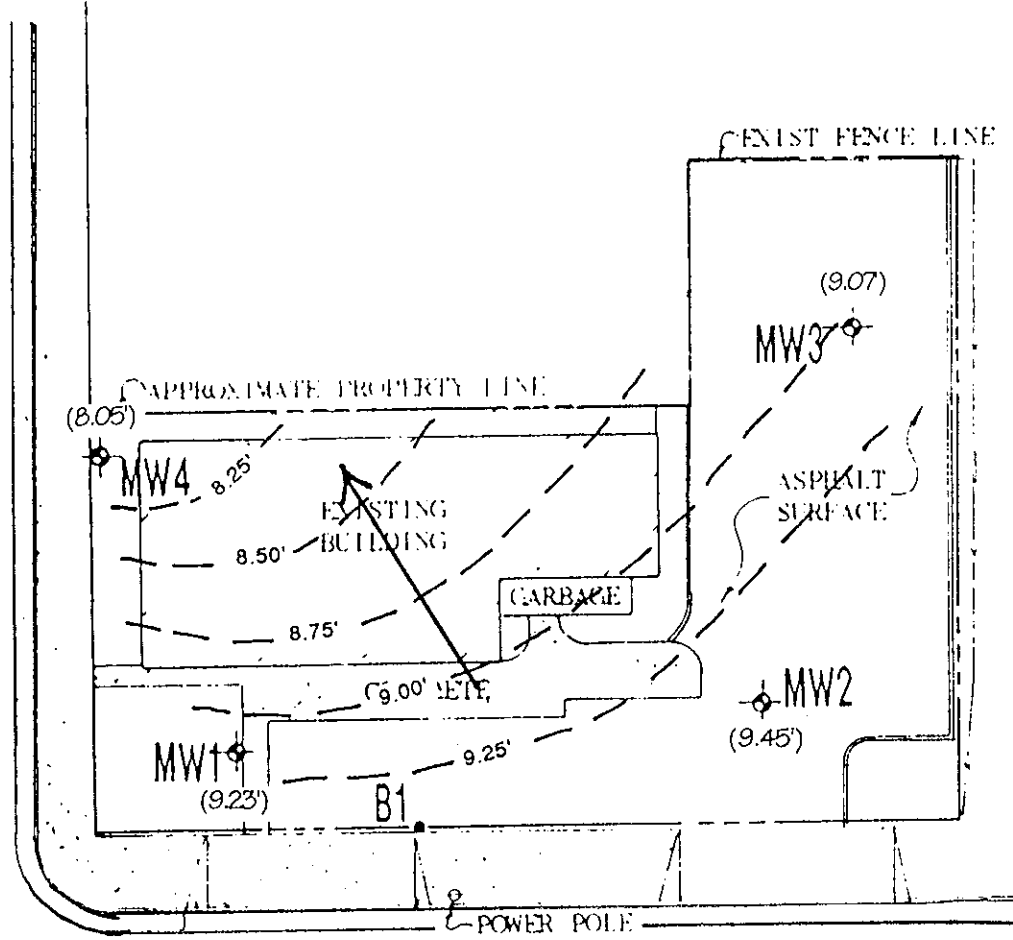 EXIST FENCE LINE
(9.07)
MW3
APPROXIMATE PROPERTY LINE
(8.05')
MW4
8.25'
EXISTING
BUILDING
ASPHALT
SURFACE
8.50'
GARBAGE
8.75'
9.00'
MW2
(9.45')
9.25'
MW1
(9.23')
B1
POWER POLE